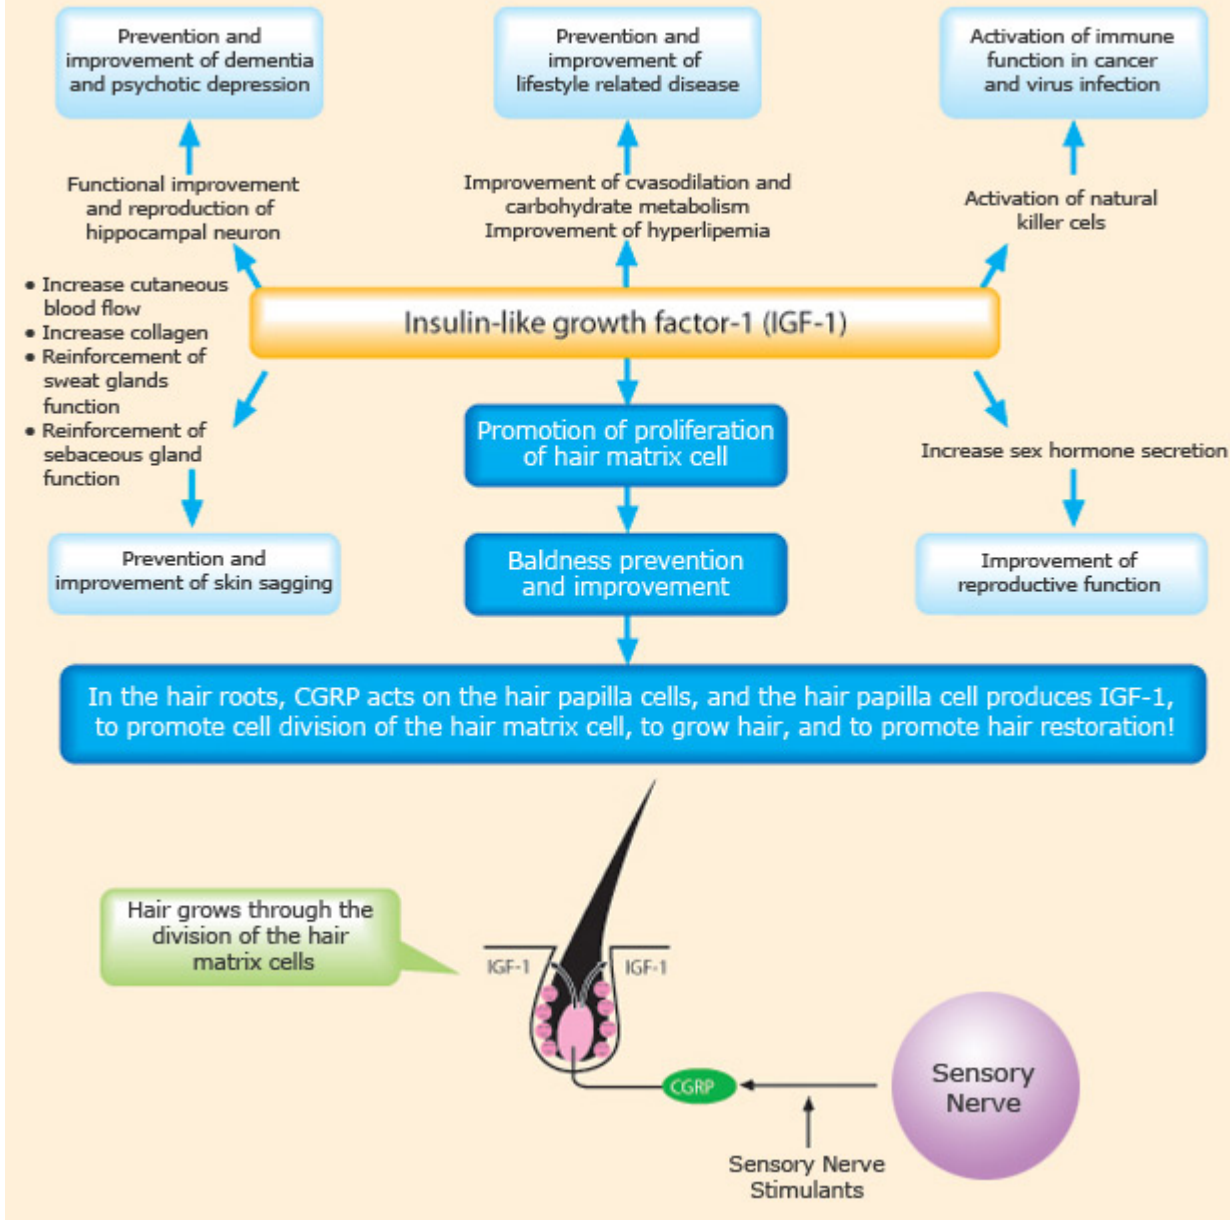 Prevention and
improvement of dementia
and psychotic depression
Prevention and
improvement of
lifestyle related disease
Activation of immune
function in cancer
and virus infection
Functional improvement
and reproduction of
hippocampal neuron
Improvement of cvasodilation and
carbohydrate metabolism
Improvement of hyperlipemia
Activation of natural
killer cels
• Increase cutaneous
blood flow
• Increase collagen
• Reinforcement of
sweat glands
function
• Reinforcement of
sebaceous gland
function
Insulin-like growth factor-1 (IGF-1)
Promotion of proliferation
of hair matrix cell
Increase sex hormone secretion
Prevention and
improvement of skin sagging
Baldness prevention
and improvement
Improvement of
reproductive function
In the hair roots, CGRP acts on the hair papilla cells, and the hair papilla cell produces IGF-1,
to promote cell division of the hair matrix cell, to grow hair, and to promote hair restoration!
Hair grows through the
division of the hair
matrix cells
IGF-1
IGF-1
CGRP
Sensory
Nerve
Sensory Nerve
Stimulants